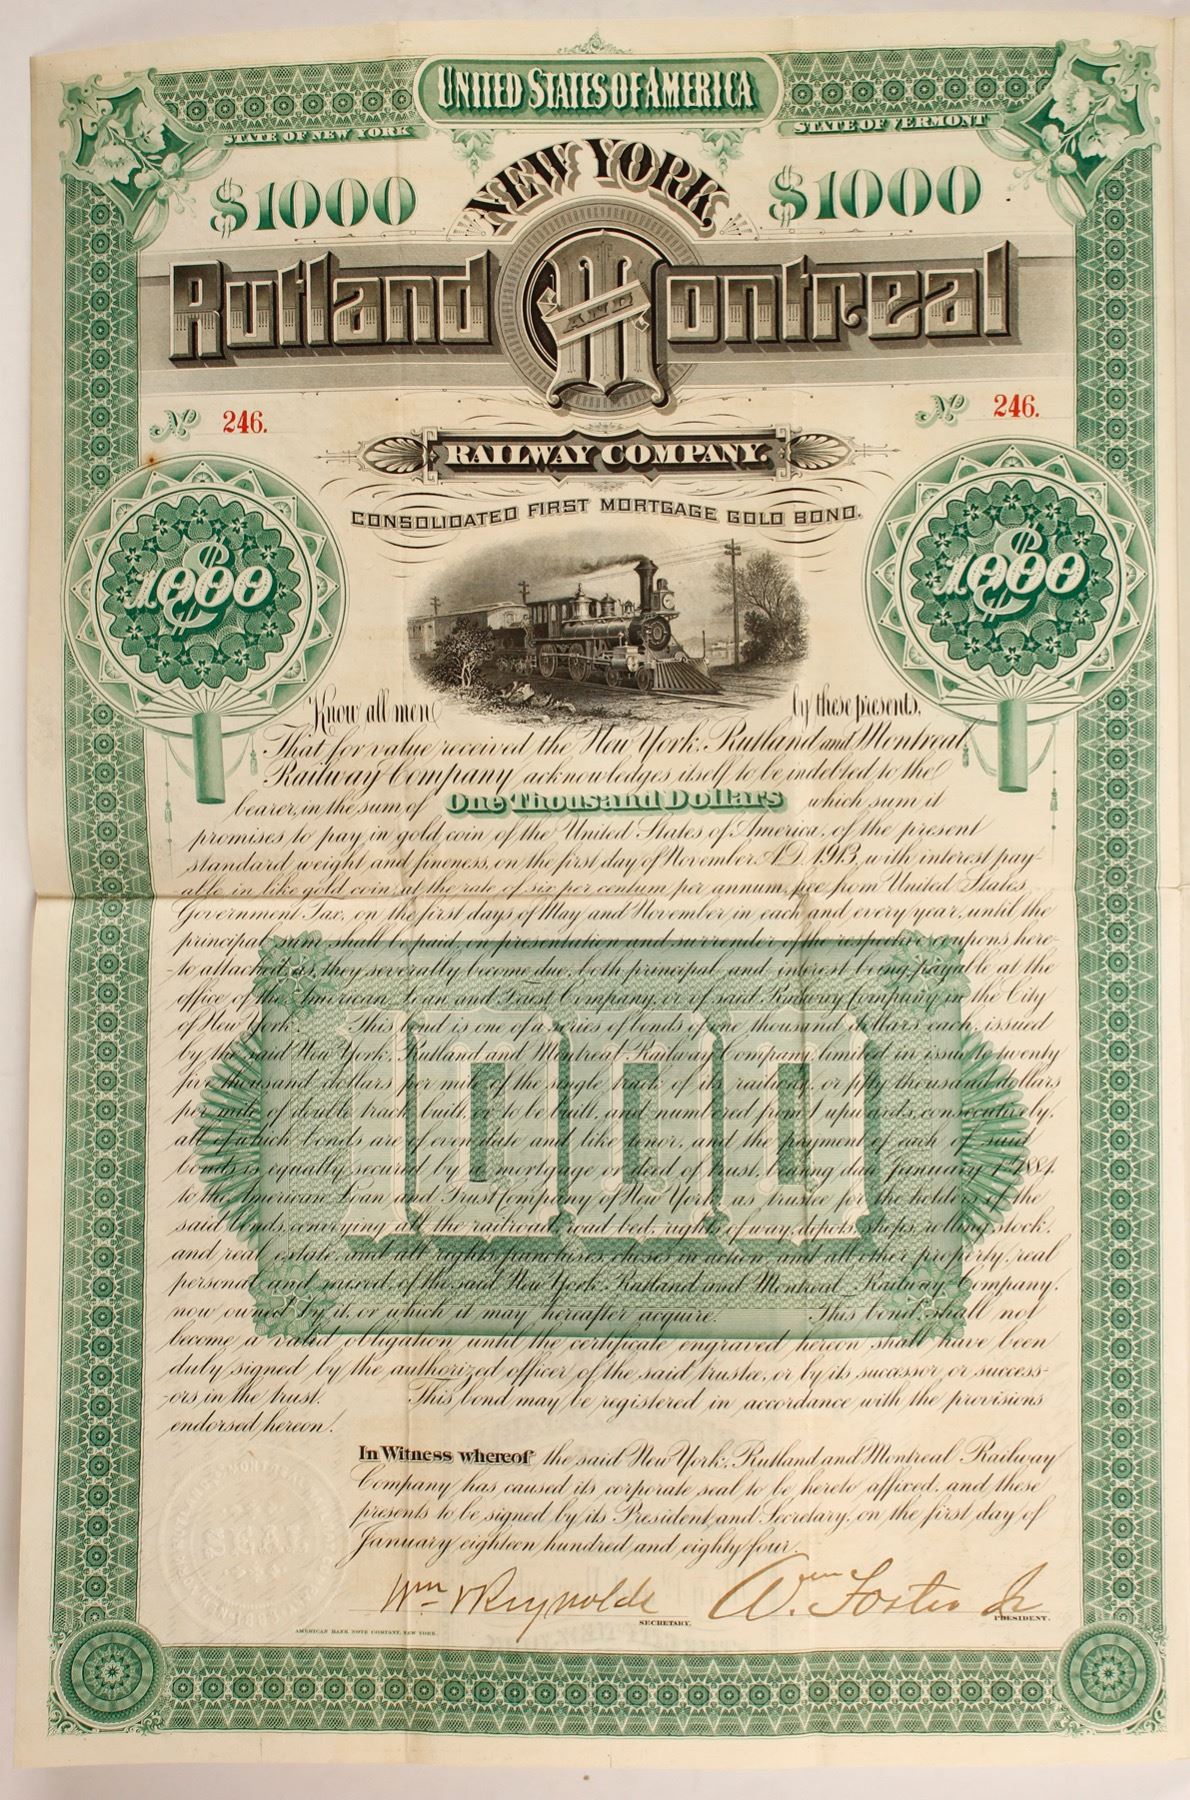 UNITED STATES OF AMERICA
STATE OF NEW YORK
STATE OF VERMONT
$1000
NEW YORK
$1000
Rutland AND Montreal
No 246.
No 246.
RAILWAY COMPANY.
CONSOLIDATED FIRST MORTGAGE GOLD BOND.
$1000
$1000
Know all men by these presents,
That for value received the New York, Rutland and Montreal
Railway Company acknowledges itself to be indebted to the
bearer, in the sum of One Thousand Dollars which sum it
promises to pay in gold coin of the United States of America, of the present
standard weight and fineness, on the first day of November A.D. 1913, with interest pay-
able in like gold coin, at the rate of six per centum per annum, free from United States
Government Tax, on the first days of May and November in each and every year, until the
principal sum shall be paid, on presentation and surrender of the respective coupons here-
-to attached as they severally become due, both principal and interest being payable at the
office of the American Loan and Trust Company, or of said Railway Company in the City
of New York. This bond is one of a series of bonds of one thousand dollars each, issued
by the said New York, Rutland and Montreal Railway Company, limited in issue to twenty
five thousand dollars per mile of the single track of its railway, or fifty thousand dollars
per mile of double track, built, or to be built, and numbered from 1 upwards, consecutively,
all of which bonds are of even date and like tenor, and the payment of each of said
bonds is equally secured by a mortgage or deed of trust, bearing date January 1st 1884,
to the American Loan and Trust Company of New York, as trustee for the holders of the
said bonds, conveying all the railroad, road bed, rights of way, depots, shops, rolling stock,
and real estate, and all rights, franchises, choses in action and all other property, real
personal and mixed of the said New York, Rutland and Montreal Railway Company,
now owned by it, or which it may hereafter acquire. This bond shall not
become a valid obligation until the certificate engraved hereon shall have been
duly signed by the authorized officer of the said trustee, or by its successor or success-
-ors in the trust. This bond may be registered in accordance with the provisions
endorsed hereon.
In Witness whereof the said New York, Rutland and Montreal Railway
Company has caused its corporate seal to be hereto affixed, and these
presents to be signed by its President and Secretary, on the first day of
January eighteen hundred and eighty four.
SEAL
Wm V Reynolds
SECRETARY.
Wm. Foster Jr
PRESIDENT.
AMERICAN BANK NOTE COMPANY, NEW YORK.